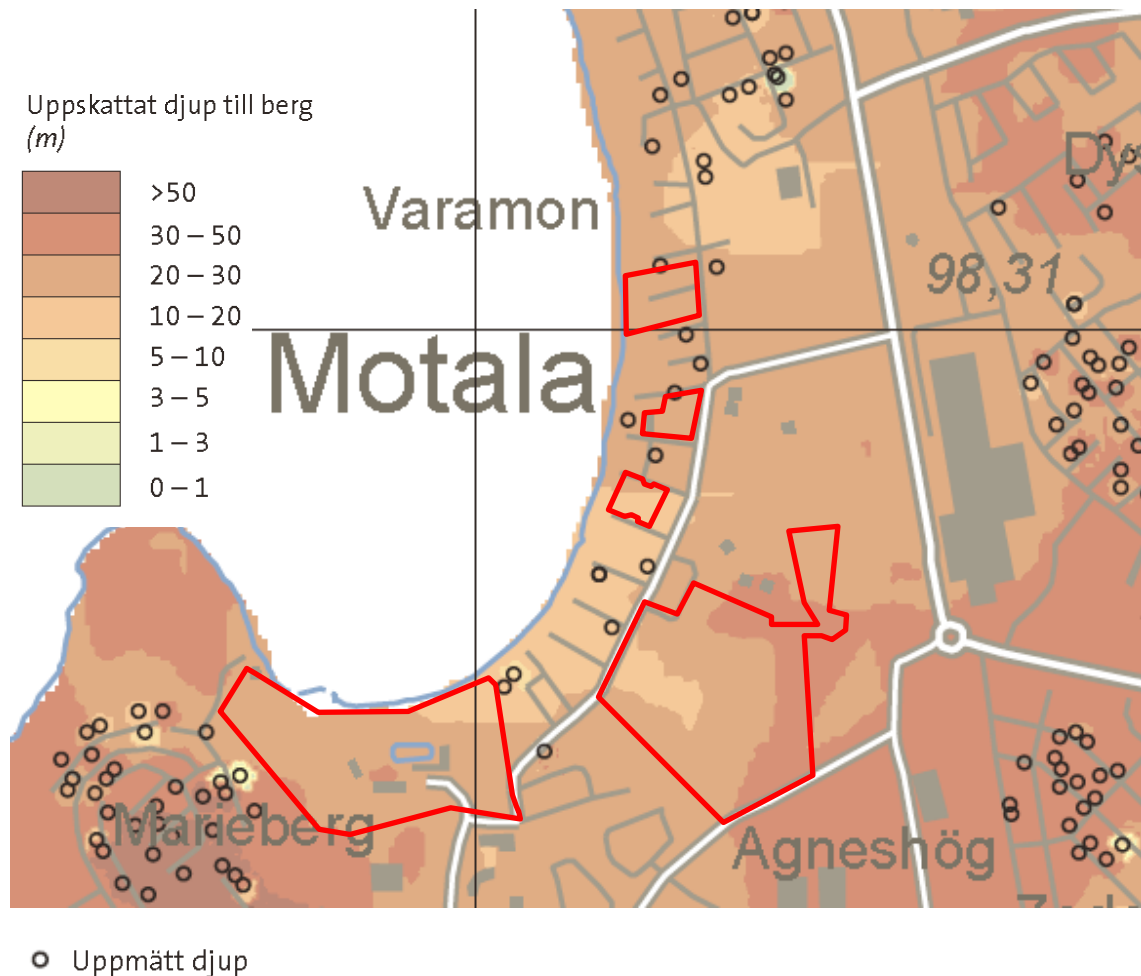 Uppskattat djup till berg
(m)
>50
30 – 50
20 – 30
10 – 20
5 – 10
3 – 5
1 – 3
0 – 1
Varamon
98,31
Motala
Marieberg
Agneshög
Uppmätt djup